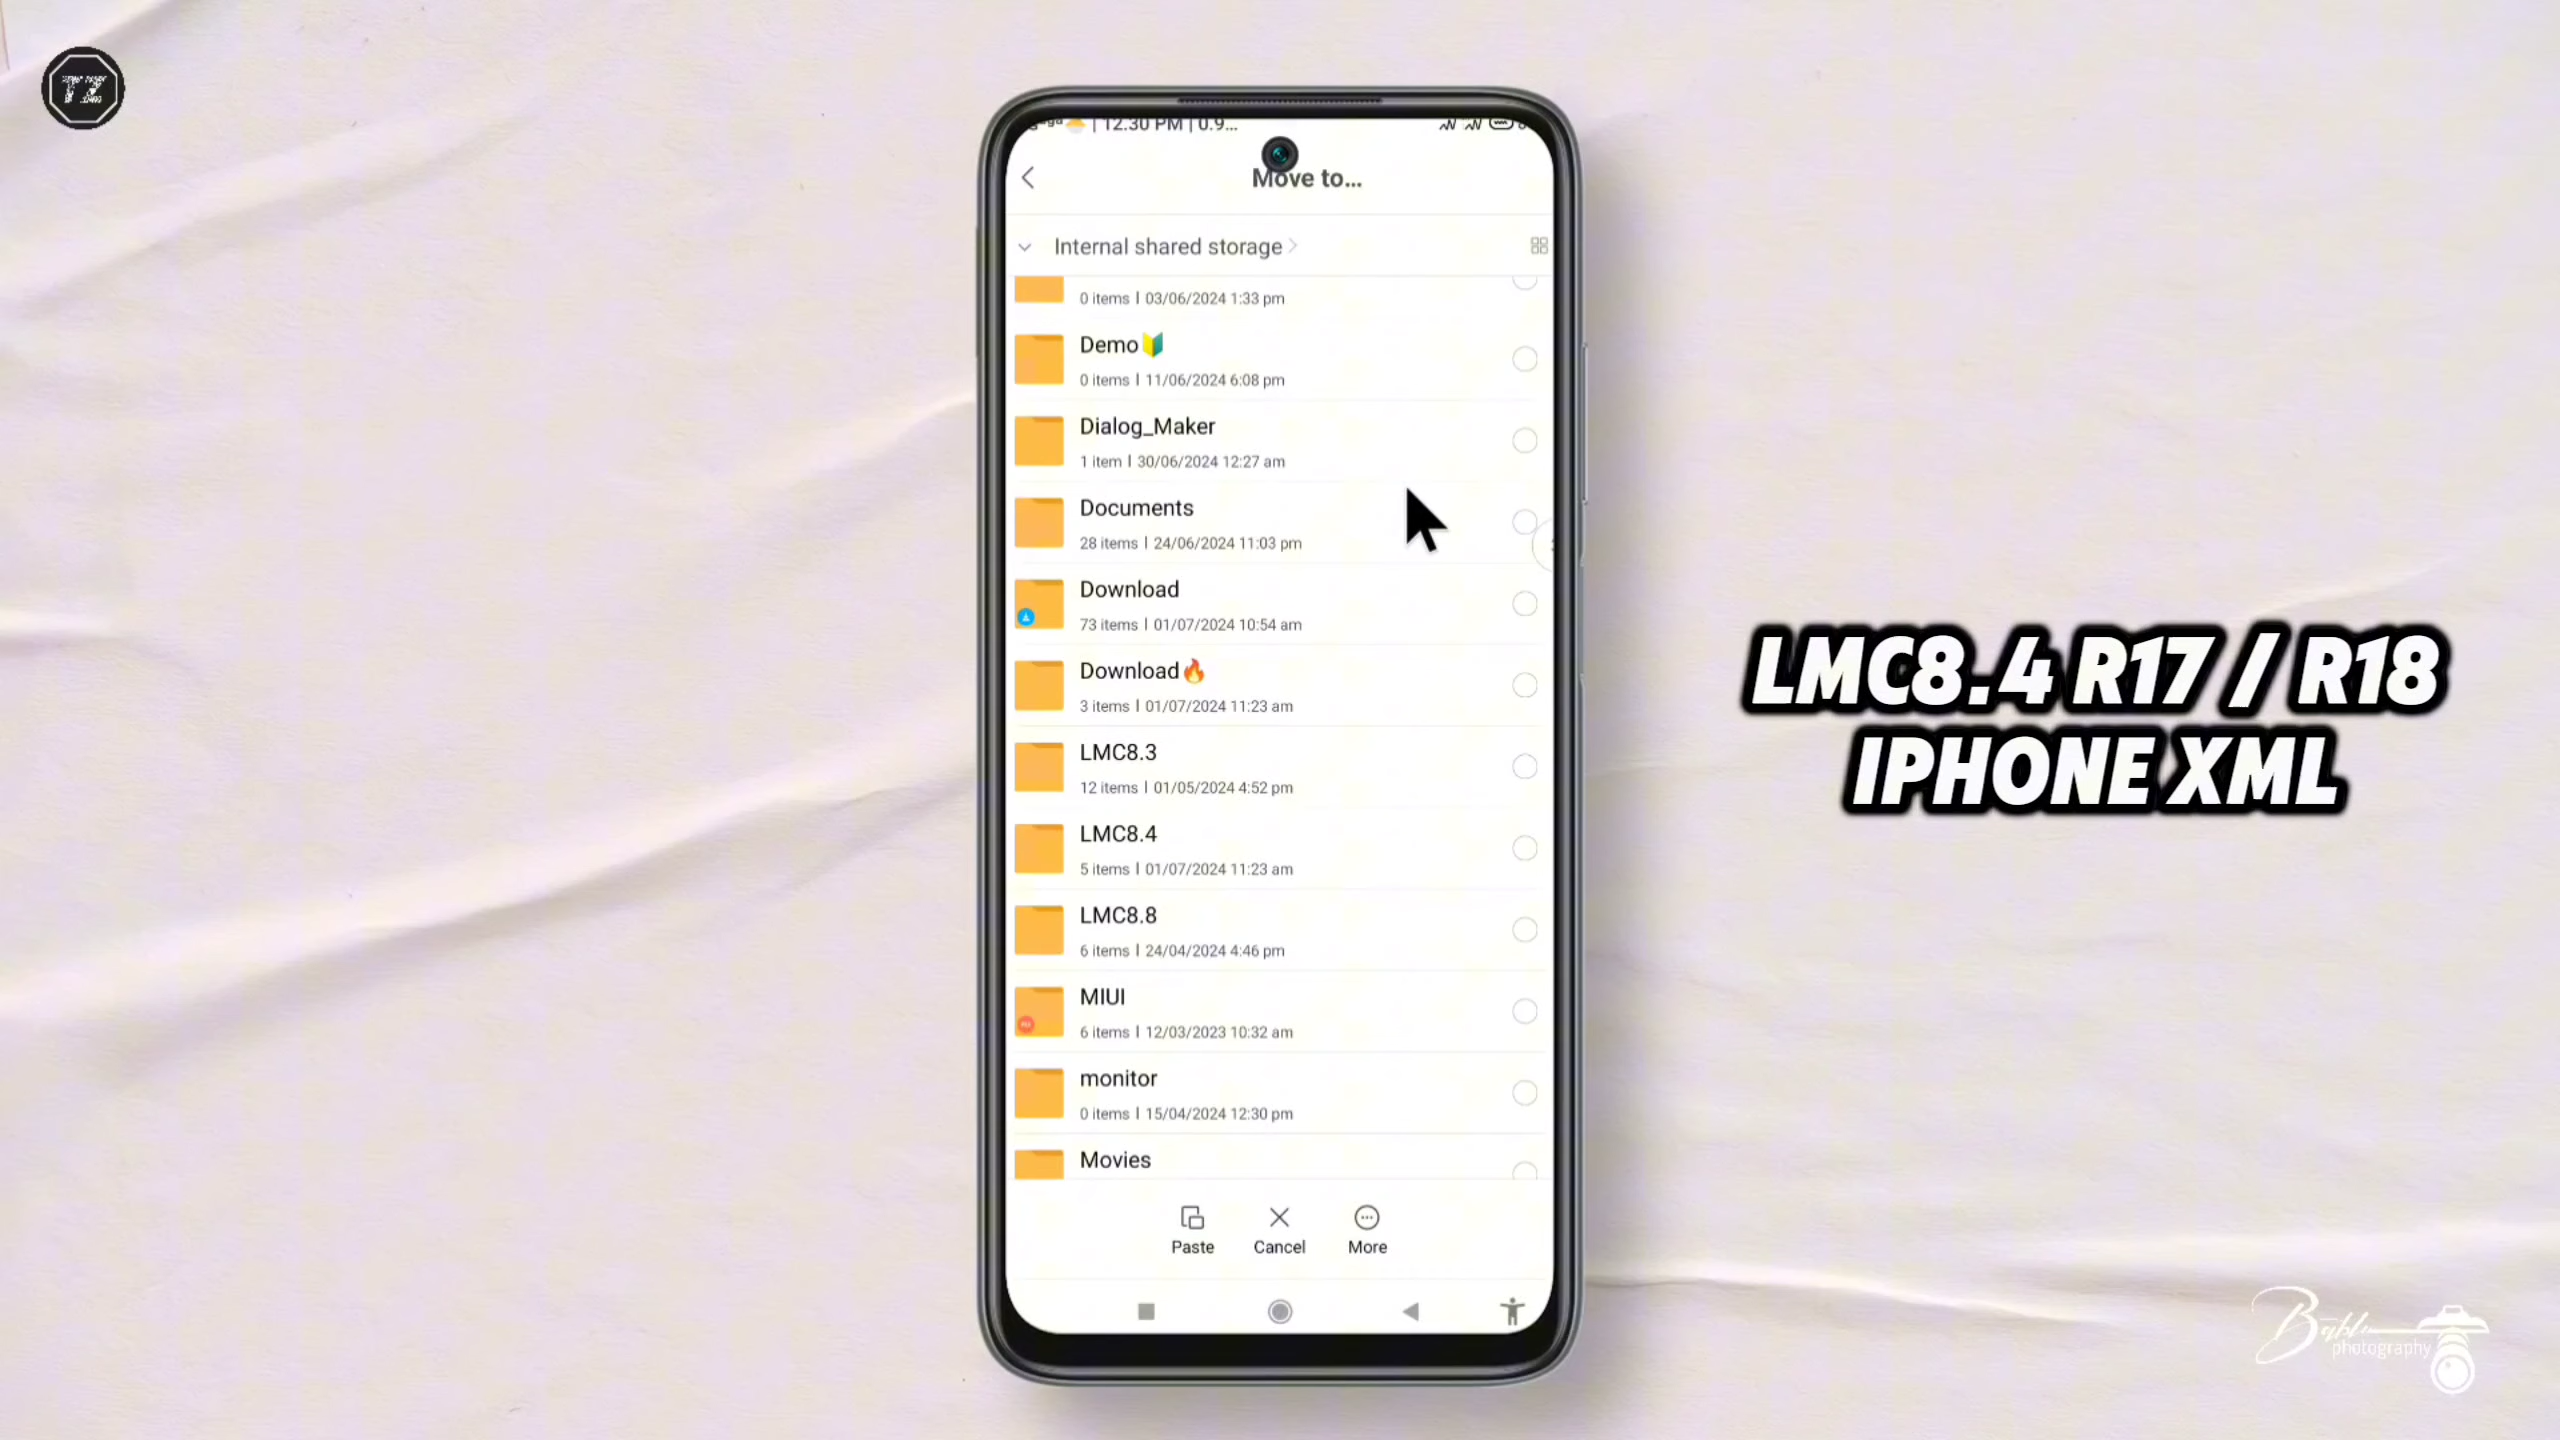 TZ
12.30 PM | 0.9...
Move to...
Internal shared storage
0 items | 03/06/2024 1:33 pm
Demo🔰
0 items | 11/06/2024 6:08 pm
Dialog_Maker
1 item | 30/06/2024 12:27 am
Documents
28 items | 24/06/2024 11:03 pm
Download
73 items | 01/07/2024 10:54 am
Download🔥
3 items | 01/07/2024 11:23 am
LMC8.3
12 items | 01/05/2024 4:52 pm
LMC8.4
5 items | 01/07/2024 11:23 am
LMC8.8
6 items | 24/04/2024 4:46 pm
MIUI
6 items | 12/03/2023 10:32 am
monitor
0 items | 15/04/2024 12:30 pm
Movies
Paste Cancel More
LMC8.4 R17 / R18
IPHONE XML
photography